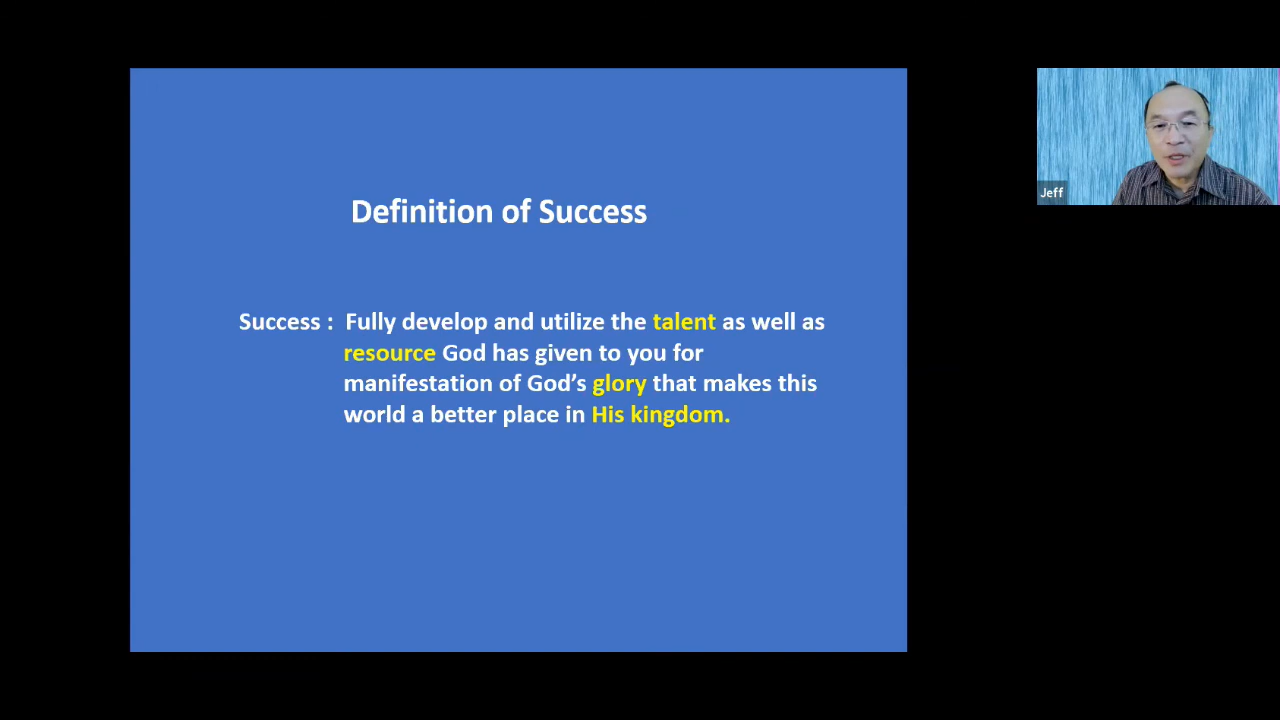 Definition of Success
Success : Fully develop and utilize the talent as well as
resource God has given to you for
manifestation of God’s glory that makes this
world a better place in His kingdom.
Jeff